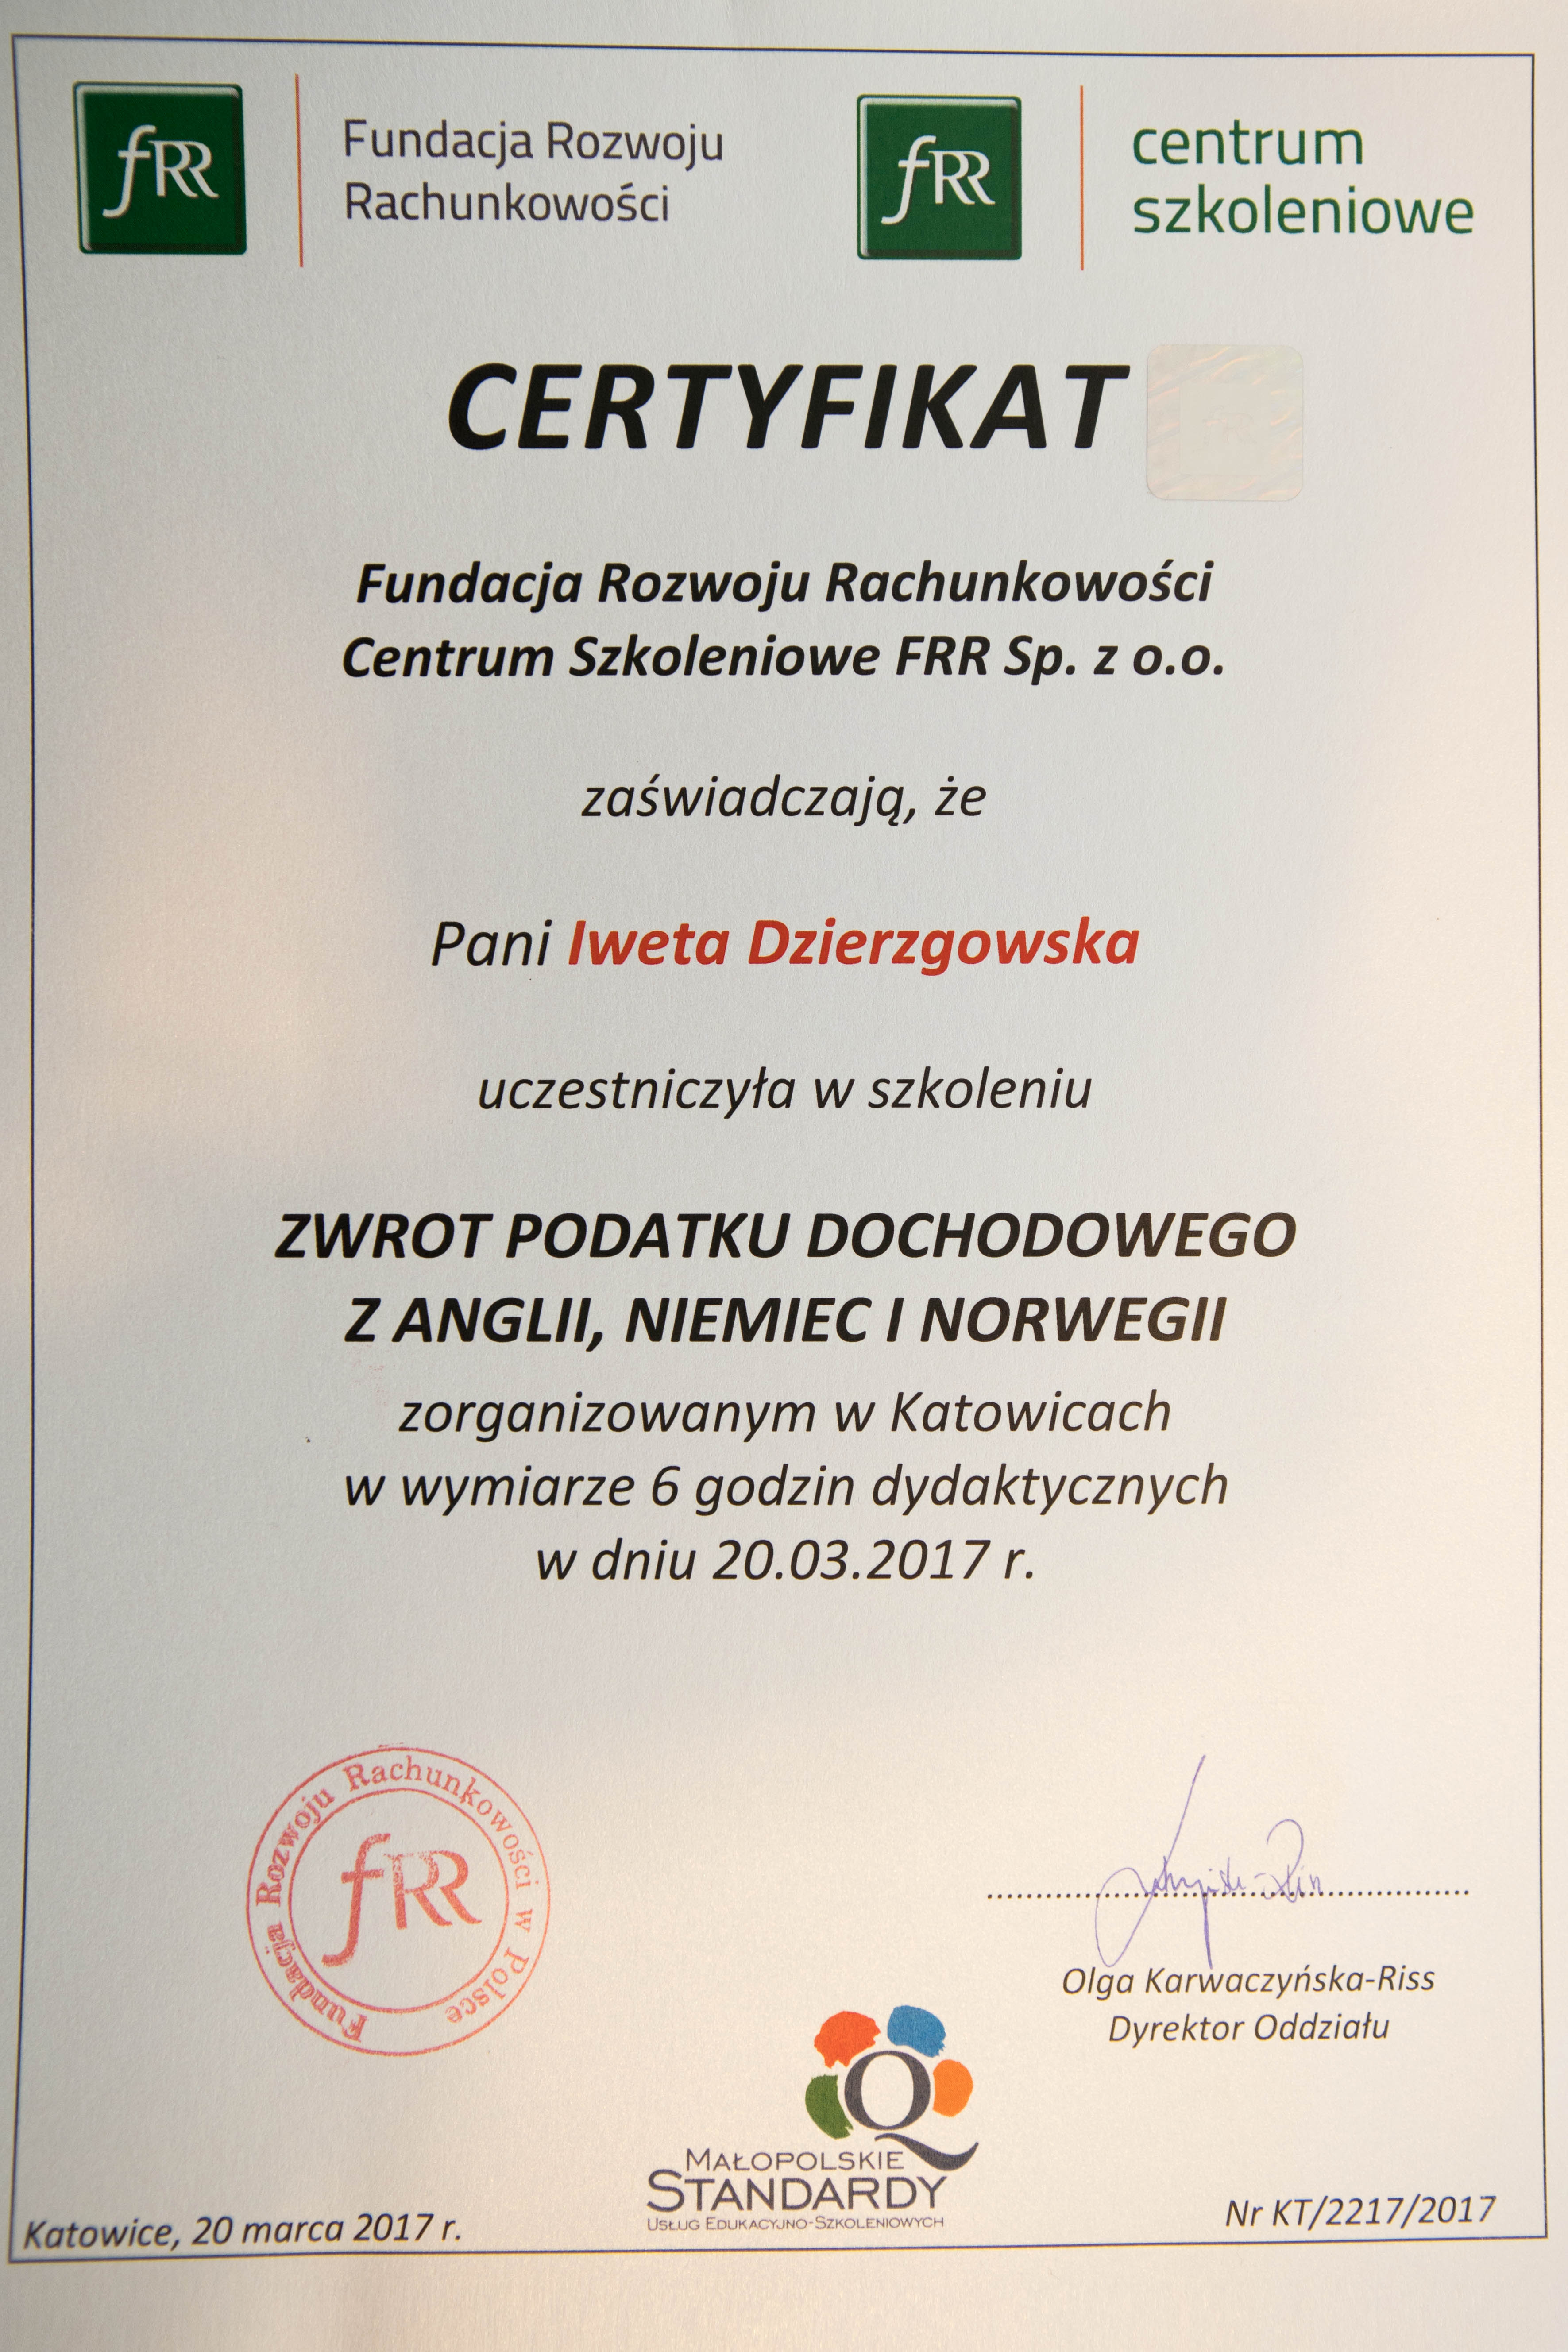 fRR
Fundacja Rozwoju
Rachunkowości
fRR
centrum
szkoleniowe
CERTYFIKAT
Fundacja Rozwoju Rachunkowości
Centrum Szkoleniowe FRR Sp. z o.o.
zaświadczają, że
Pani Iweta Dzierzgowska
uczestniczyła w szkoleniu
ZWROT PODATKU DOCHODOWEGO
Z ANGLII, NIEMIEC I NORWEGII
zorganizowanym w Katowicach
w wymiarze 6 godzin dydaktycznych
w dniu 20.03.2017 r.
Fundacja Rozwoju Rachunkowości w Polsce
fRR
Olga Karwaczyńska-Riss
Dyrektor Oddziału
Q
MAŁOPOLSKIE
STANDARDY
USŁUG EDUKACYJNO-SZKOLENIOWYCH
Katowice, 20 marca 2017 r.
Nr KT/2217/2017